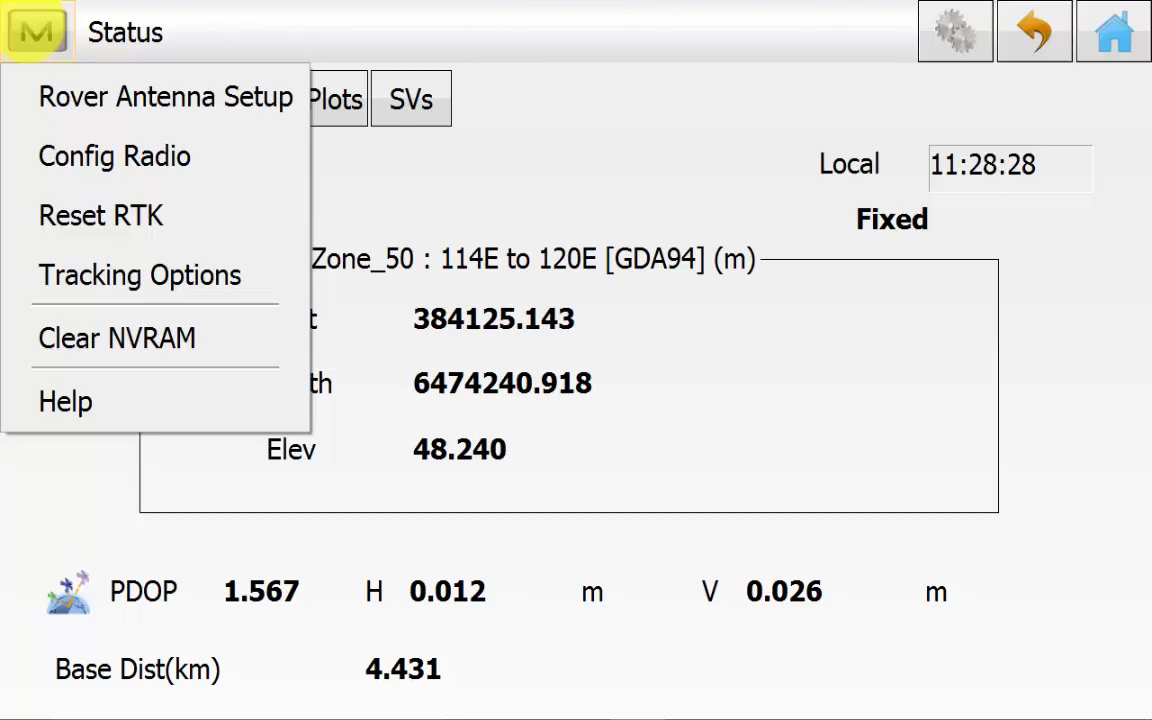 M Status
Rover Antenna Setup
Config Radio
Reset RTK
Tracking Options
Clear NVRAM
Help
Plots SVs
Local 11:28:28
Fixed
Zone_50 : 114E to 120E [GDA94] (m)
t 384125.143
th 6474240.918
Elev 48.240
PDOP 1.567 H 0.012 m V 0.026 m
Base Dist(km) 4.431